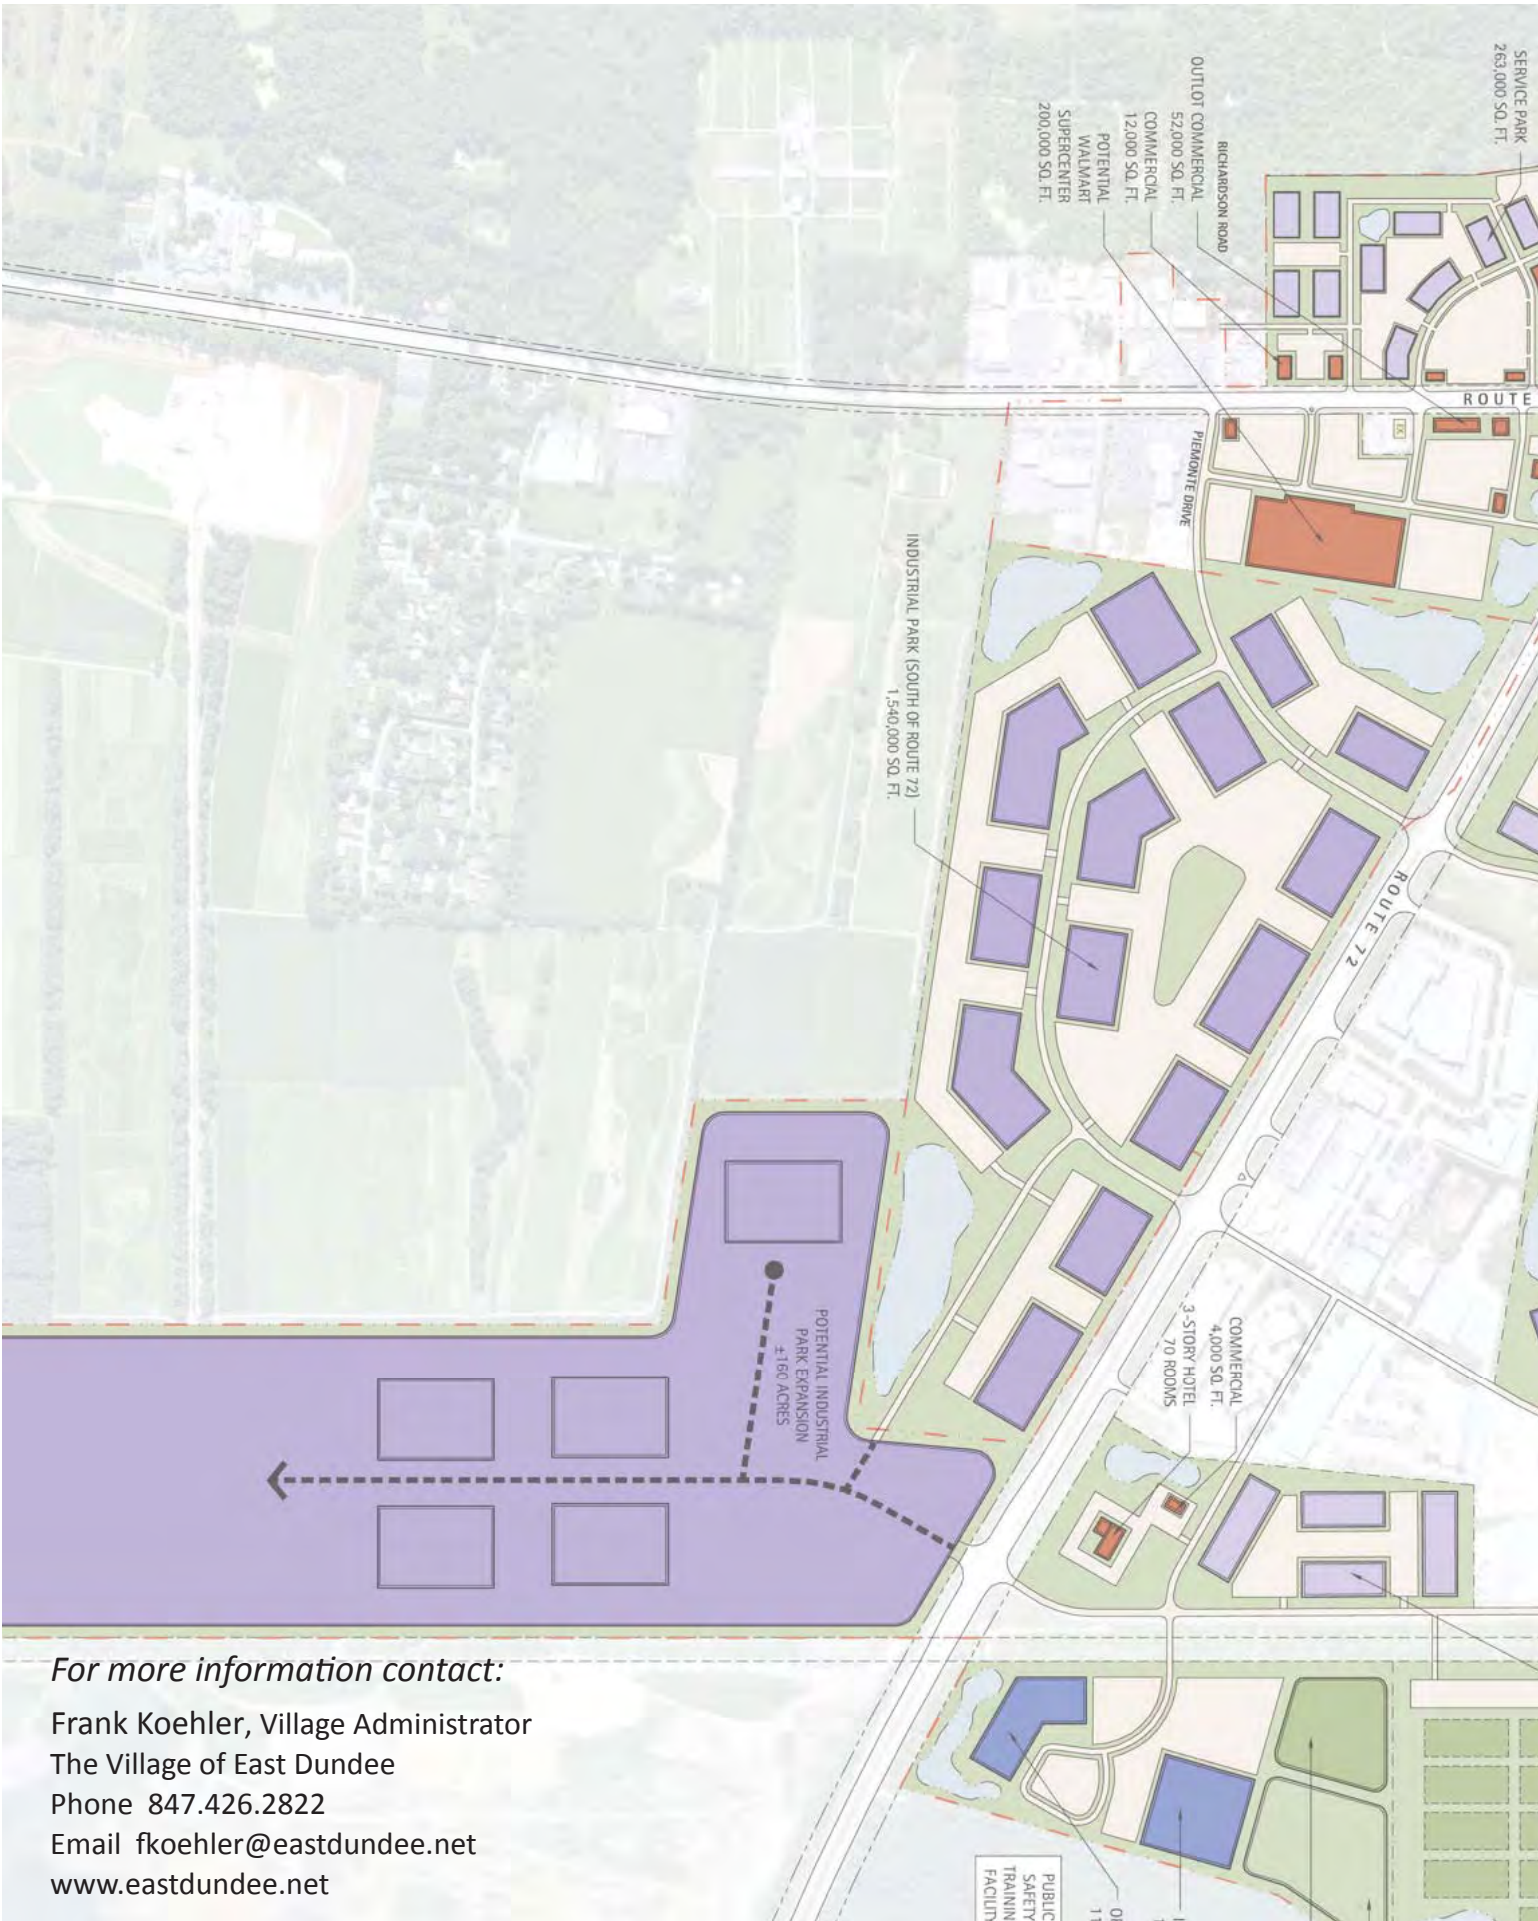 SERVICE PARK
263,000 SQ. FT.
RICHARDSON ROAD
OUTLOT COMMERCIAL
52,000 SQ. FT.
COMMERCIAL
12,000 SQ. FT.
POTENTIAL
WALMART
SUPERCENTER
200,000 SQ. FT.
ROUTE
PIEMONTE DRIVE
INDUSTRIAL PARK (SOUTH OF ROUTE 72)
1,540,000 SQ. FT.
ROUTE 72
COMMERCIAL
4,000 SQ. FT.
3-STORY HOTEL
70 ROOMS
POTENTIAL INDUSTRIAL
PARK EXPANSION
±160 ACRES
PUBLIC
SAFETY
TRAININ
FACILITY
For more information contact:
Frank Koehler, Village Administrator
The Village of East Dundee
Phone 847.426.2822
Email fkoehler@eastdundee.net
www.eastdundee.net